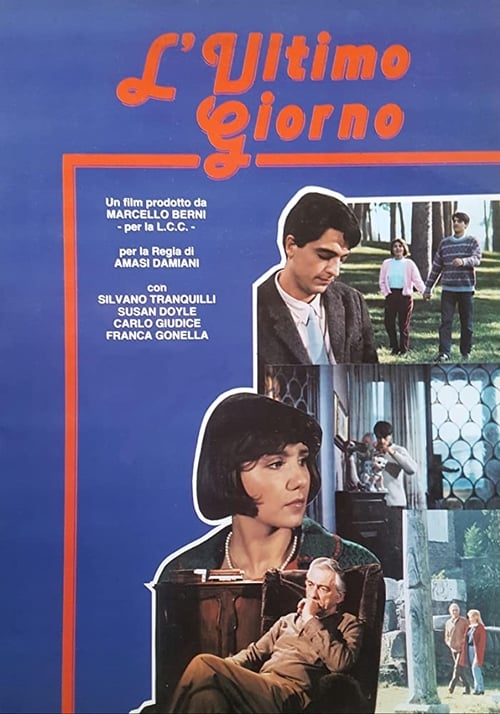 L'Ultimo
Giorno
Un film prodotto da
MARCELLO BERNI
- per la L.C.C. -
per la Regia di
AMASI DAMIANI
con
SILVANO TRANQUILLI
SUSAN DOYLE
CARLO GIUDICE
FRANCA GONELLA